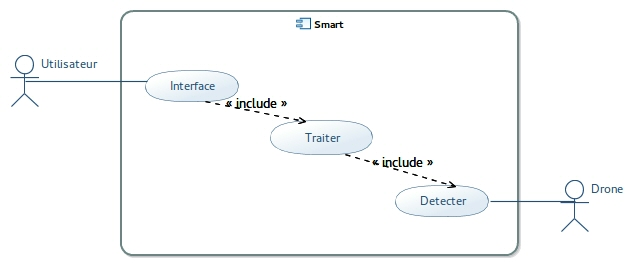 Smart
Utilisateur
Interface
« include »
Traiter
« include »
Detecter
Drone